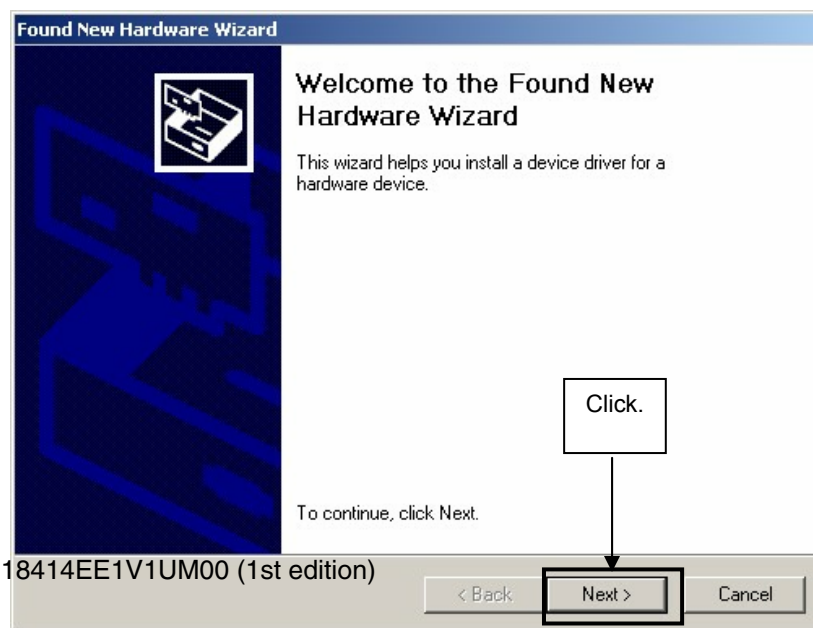 Found New Hardware Wizard
Welcome to the Found New
Hardware Wizard
This wizard helps you install a device driver for a
hardware device.
Click.
To continue, click Next.
18414EE1V1UM00 (1st edition)
< Back
Next >
Cancel